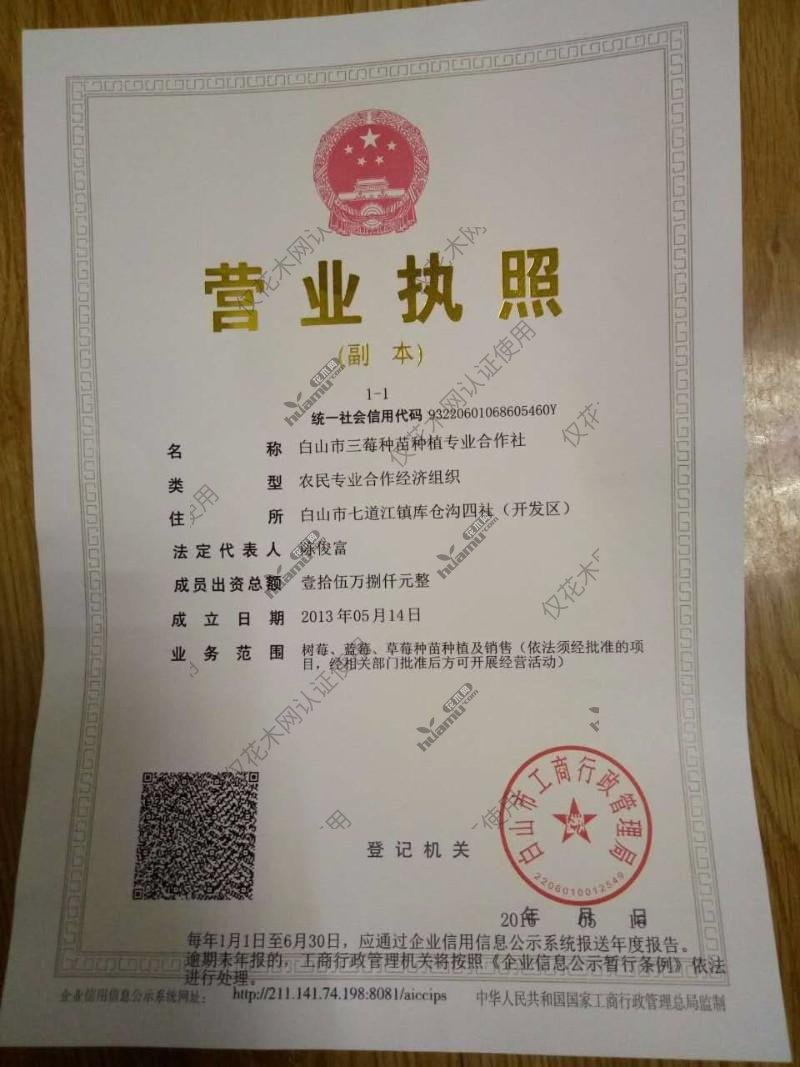 营业执照
(副 本)
1-1
统一社会信用代码 93220601068605460Y
名 称 白山市三莓种苗种植专业合作社
类 型 农民专业合作经济组织
住 所 白山市七道江镇库仓沟四社（开发区）
法定代表人 陈俊富
成员出资总额 壹拾伍万捌仟元整
成立日期 2013年05月14日
业务范围 树莓、蓝莓、草莓种苗种植及销售（依法须经批准的项
目，经相关部门批准后方可开展经营活动）
登记机关
白山市工商行政管理局
2206010012549
年 月 日
每年1月1日至6月30日，应通过企业信用信息公示系统报送年度报告。
逾期未年报的，工商行政管理机关将按照《企业信息公示暂行条例》依法
进行处理。
企业信用信息公示系统网址： http://211.141.74.198:8081/aiccips 中华人民共和国国家工商行政管理总局监制
仅花木网认证使用
花木网
huamu.com